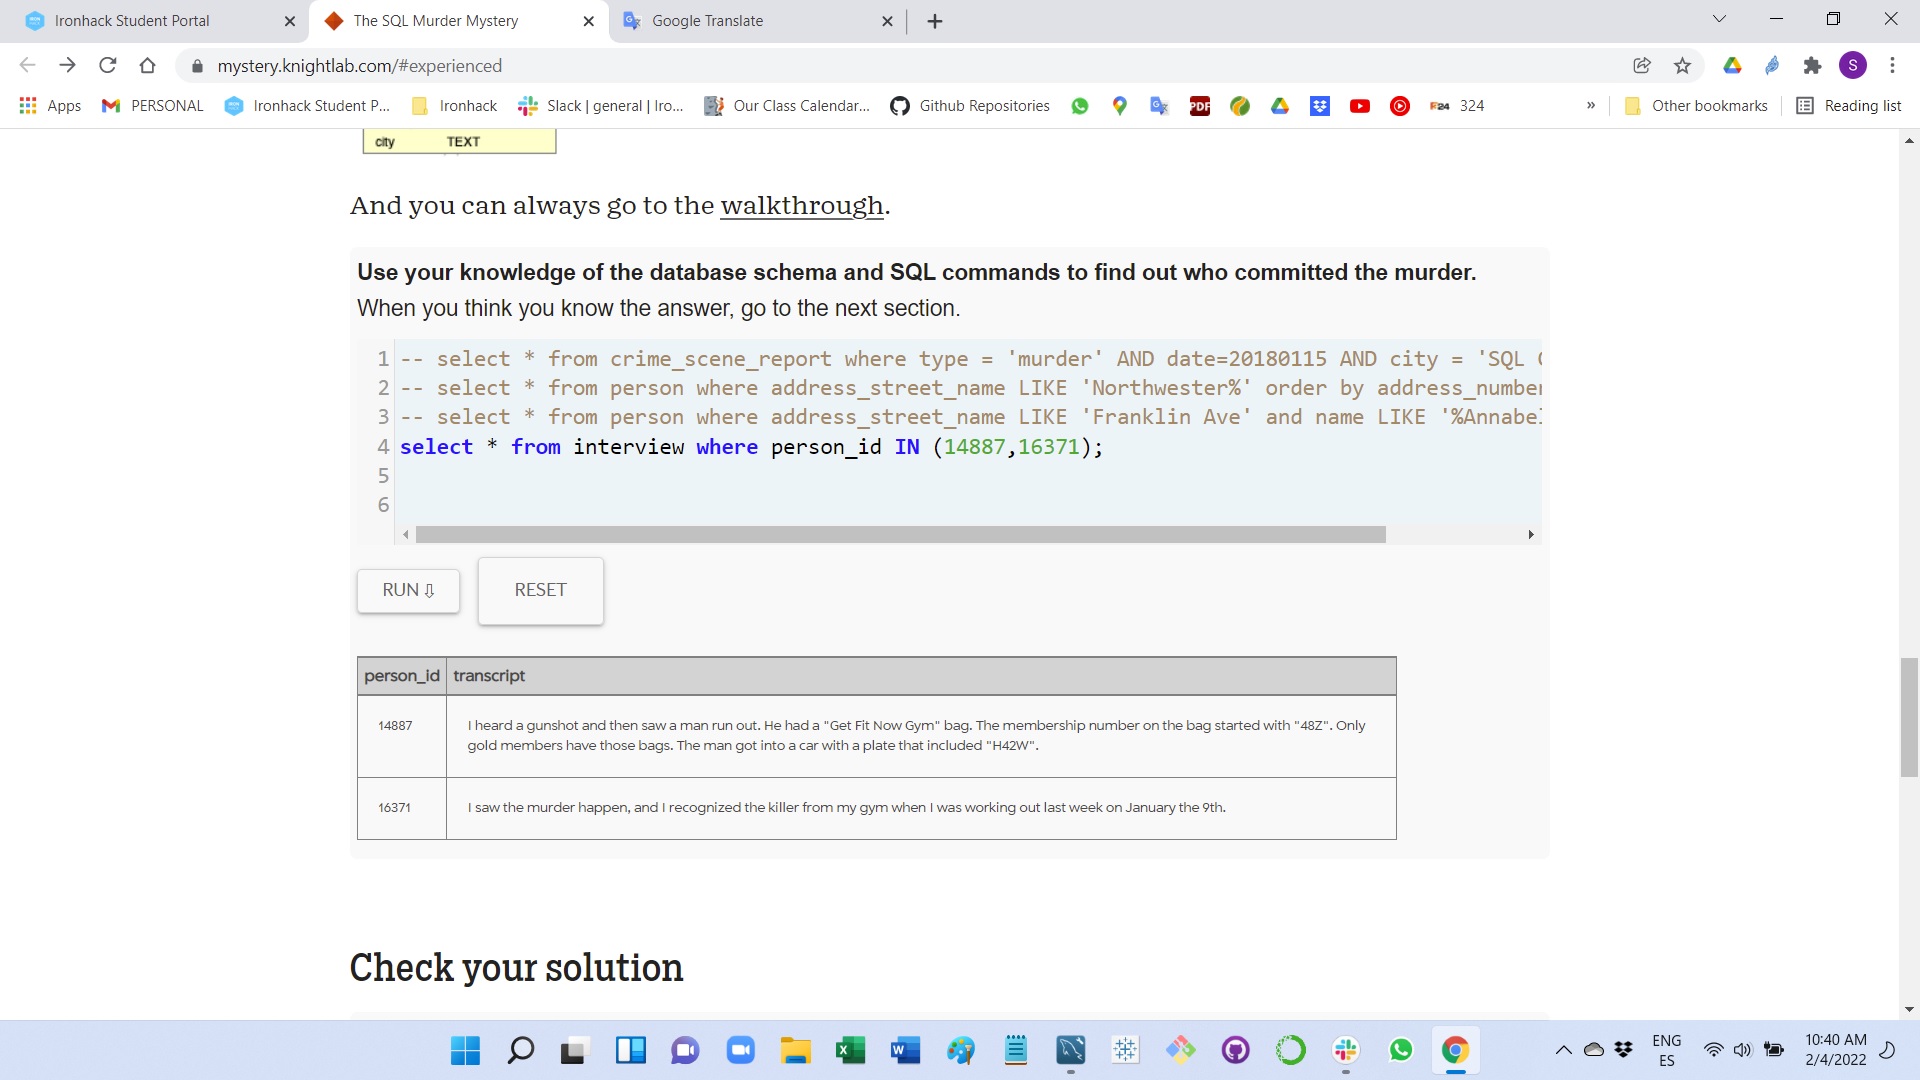 Ironhack Student Portal
The SQL Murder Mystery
Google Translate
mystery.knightlab.com/#experienced
S
Apps
PERSONAL
Ironhack Student P...
Ironhack
Slack | general | Iro...
Our Class Calendar...
Github Repositories
PDF
F24 324
»
Other bookmarks
Reading list
city TEXT
And you can always go to the walkthrough.
Use your knowledge of the database schema and SQL commands to find out who committed the murder.
When you think you know the answer, go to the next section.
1 -- select * from crime_scene_report where type = 'murder' AND date=20180115 AND city = 'SQL
2 -- select * from person where address_street_name LIKE 'Northwester%' order by address_number
3 -- select * from person where address_street_name LIKE 'Franklin Ave' and name LIKE '%Annabel
4 select * from interview where person_id IN (14887,16371);
5
6
RUN ⇩
RESET
person_id transcript
14887
I heard a gunshot and then saw a man run out. He had a "Get Fit Now Gym" bag. The membership number on the bag started with "48Z". Only
gold members have those bags. The man got into a car with a plate that included "H42W".
16371
I saw the murder happen, and I recognized the killer from my gym when I was working out last week on January the 9th.
Check your solution
ENG
ES
10:40 AM
2/4/2022